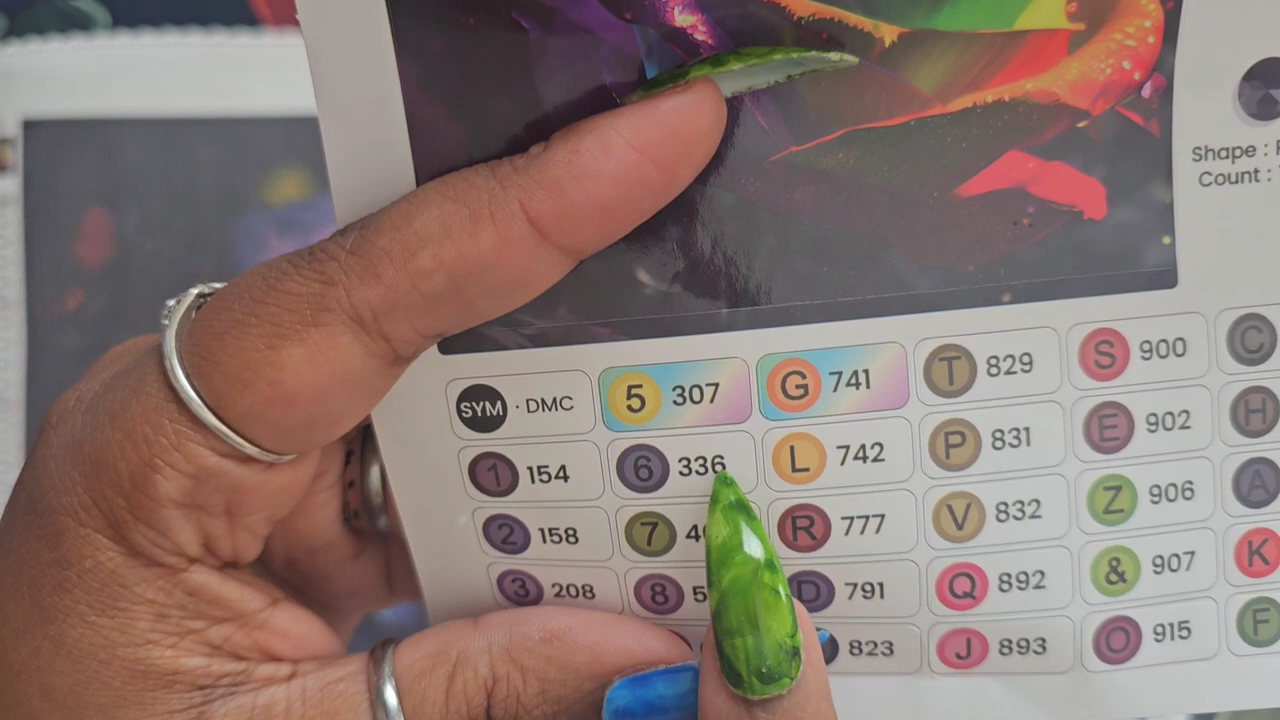 Shape :
Count :
SYM · DMC 5 307 G 741 T 829 S 900 C
1 154 6 336 L 742 P 831 E 902 H
2 158 7 R 777 V 832 Z 906 A
3 208 8 D 791 Q 892 & 907 K
823 J 893 O 915 F